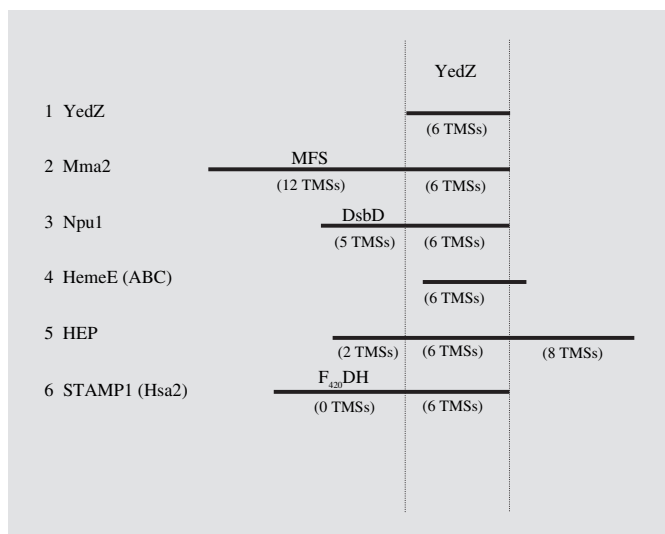 YedZ
1 YedZ
(6 TMSs)
2 Mma2
MFS
(12 TMSs) (6 TMSs)
3 Npu1
DsbD
(5 TMSs) (6 TMSs)
4 HemeE (ABC)
(6 TMSs)
5 HEP
(2 TMSs) (6 TMSs) (8 TMSs)
F420DH
6 STAMP1 (Hsa2)
(0 TMSs) (6 TMSs)